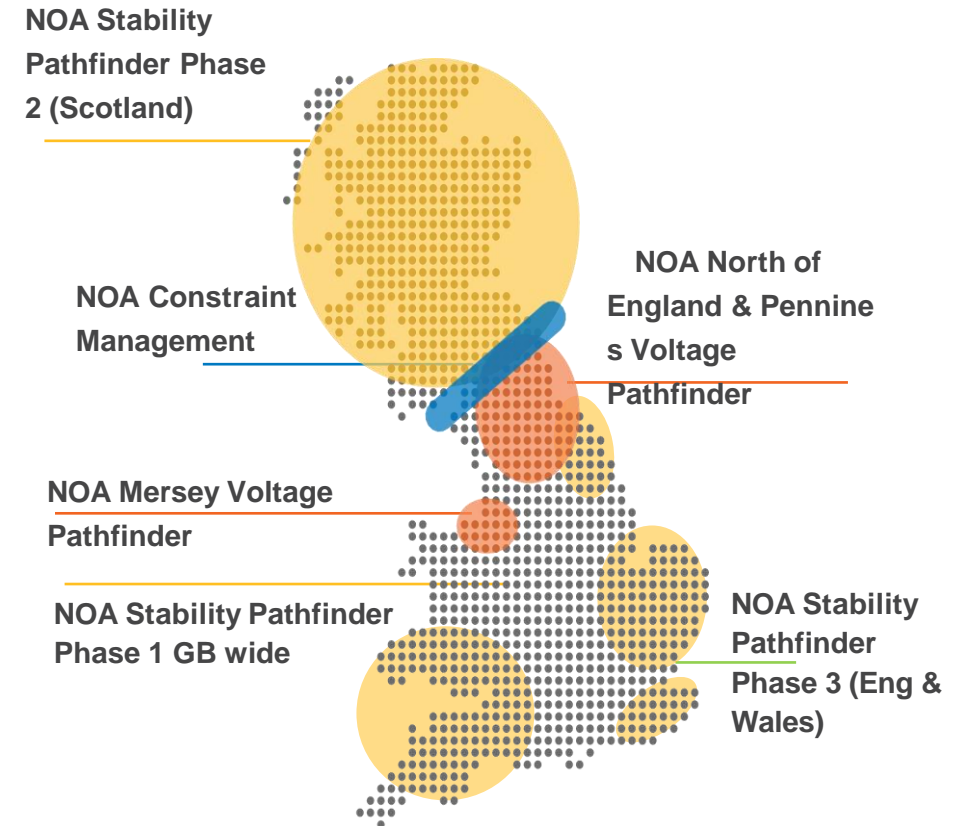 NOA Stability
Pathfinder Phase
2 (Scotland)
NOA North of
England & Pennine
s Voltage
Pathfinder
NOA Constraint
Management
NOA Mersey Voltage
Pathfinder
NOA Stability Pathfinder
Phase 1 GB wide
NOA Stability
Pathfinder
Phase 3 (Eng &
Wales)